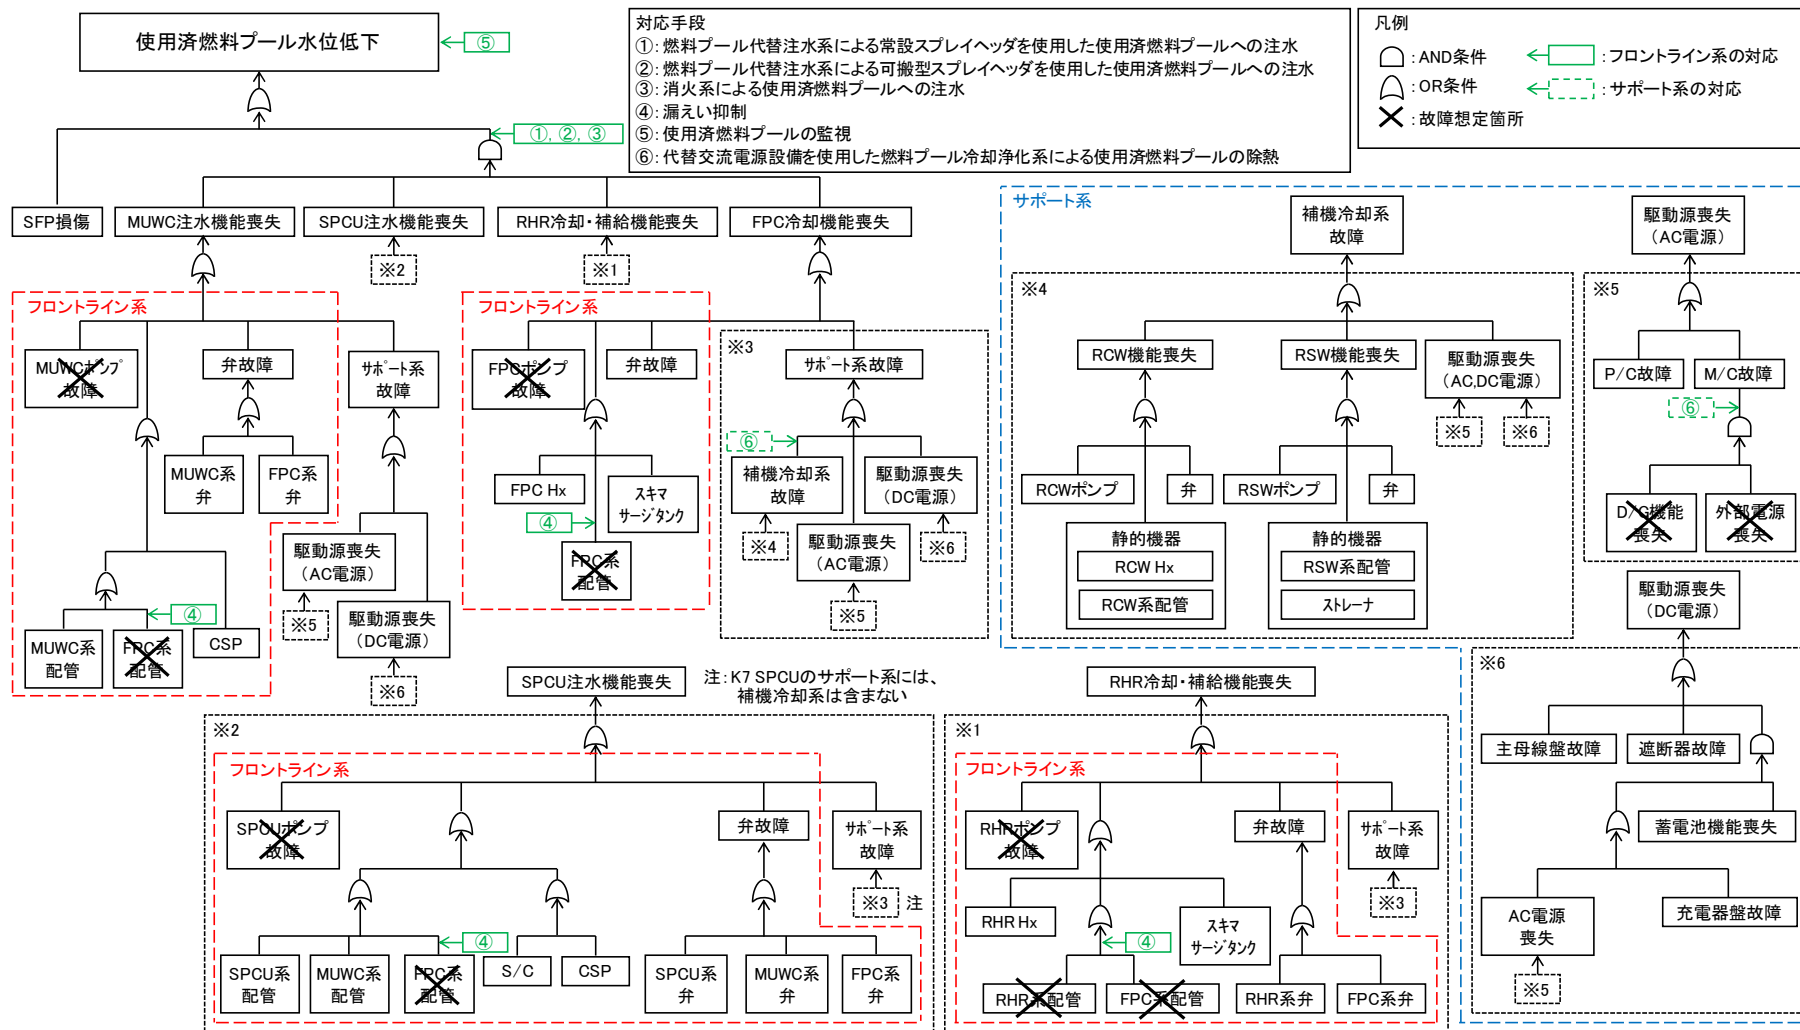 使用済燃料プール水位低下
⑤
対応手段
①：燃料プール代替注水系による常設スプレイヘッダを使用した使用済燃料プールへの注水
②：燃料プール代替注水系による可搬型スプレイヘッダを使用した使用済燃料プールへの注水
③：消火系による使用済燃料プールへの注水
④：漏えい抑制
⑤：使用済燃料プールの監視
⑥：代替交流電源設備を使用した燃料プール冷却浄化系による使用済燃料プールの除熱
凡例
：AND条件
：OR条件
：故障想定箇所
：フロントライン系の対応
：サポート系の対応
①, ②, ③
SFP損傷
MUWC注水機能喪失
SPCU注水機能喪失
RHR冷却・補給機能喪失
FPC冷却機能喪失
※2
※1
フロントライン系
MUWCポンプ
故障
弁故障
サポート系
故障
MUWC系
弁
FPC系
弁
駆動源喪失
（AC電源）
※5
駆動源喪失
（DC電源）
※6
④
MUWC系
配管
FPC系
配管
CSP
フロントライン系
FPCポンプ
故障
弁故障
FPC Hx
スキマ
サージタンク
④
FPC系
配管
※3
サポート系故障
⑥
補機冷却系
故障
駆動源喪失
（DC電源）
※4
駆動源喪失
（AC電源）
※6
※5
サポート系
補機冷却系
故障
※4
RCW機能喪失
RSW機能喪失
駆動源喪失
（AC,DC電源）
※5
※6
RCWポンプ
弁
RSWポンプ
弁
静的機器
RCW Hx
RCW系配管
静的機器
RSW系配管
ストレーナ
駆動源喪失
（AC電源）
※5
P/C故障
M/C故障
⑥
D/G機能
喪失
外部電源
喪失
駆動源喪失
（DC電源）
※6
主母線盤故障
遮断器故障
蓄電池機能喪失
AC電源
喪失
充電器盤故障
※5
SPCU注水機能喪失
注：K7 SPCUのサポート系には、
補機冷却系は含まない
※2
フロントライン系
SPCUポンプ
故障
弁故障
サポート系
故障
※3
注
④
SPCU系
配管
MUWC系
配管
FPC系
配管
S/C
CSP
SPCU系
弁
MUWC系
弁
FPC系
弁
RHR冷却・補給機能喪失
※1
フロントライン系
RHRポンプ
故障
弁故障
サポート系
故障
※3
RHR Hx
④
スキマ
サージタンク
RHR系配管
FPC系配管
RHR系弁
FPC系弁